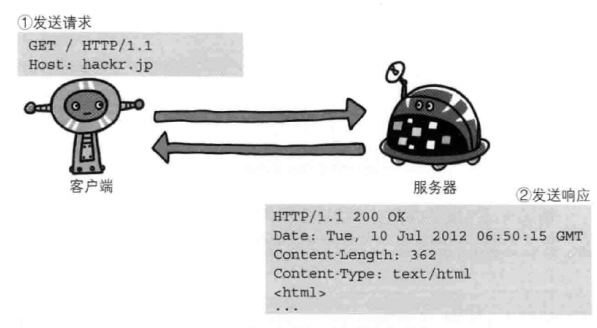 ①发送请求
GET / HTTP/1.1
Host: hackr.jp
客户端
服务器
②发送响应
HTTP/1.1 200 OK
Date: Tue, 10 Jul 2012 06:50:15 GMT
Content-Length: 362
Content-Type: text/html
<html>
...